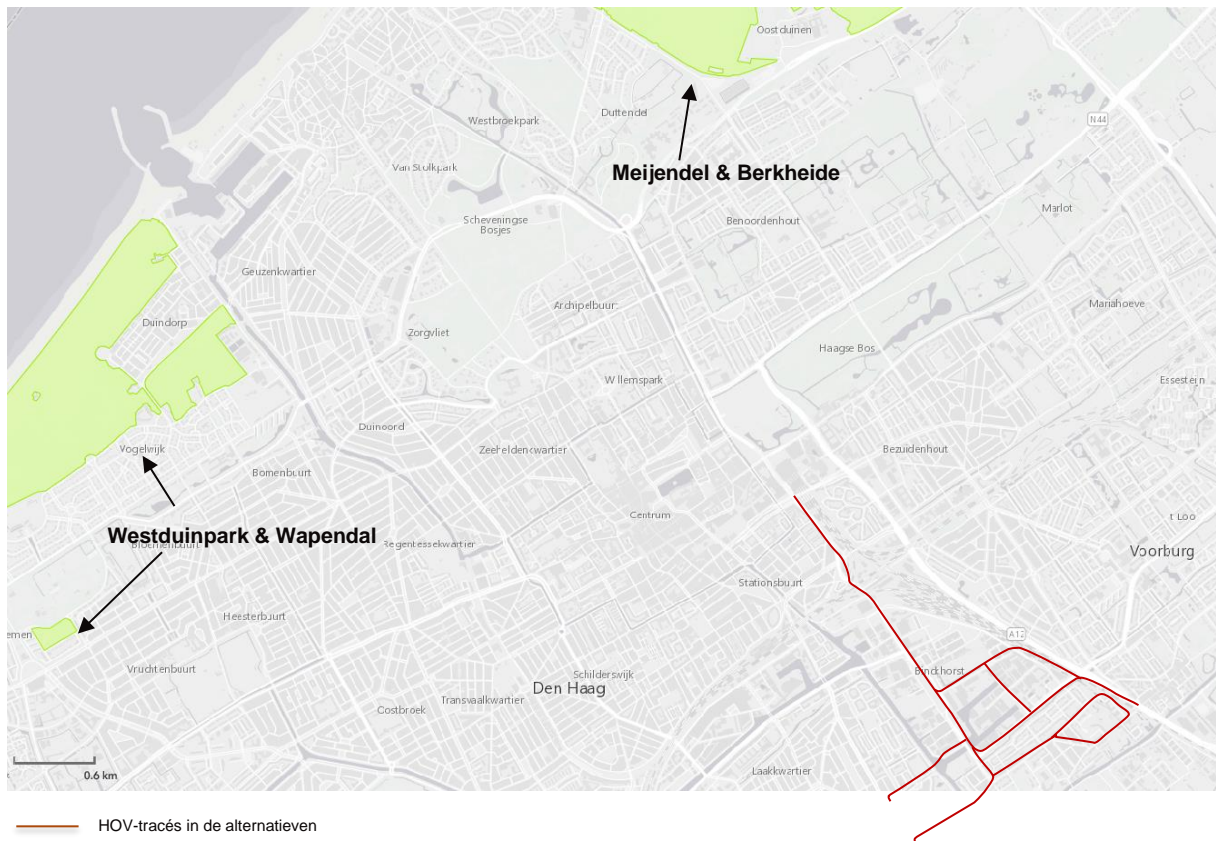 Oostduinen
Duttendel
Westbroekpark
N44
Van Stolkpark
Meijendel & Berkheide
Marlot
Scheveningse
Bosjes
Benoordenhout
Geuzenkwartier
Archipelbuurt
Mariahoeve
Duindorp
Zorgvliet
Haagse Bos
Willemspark
Essesteijn
Duinoord
Vogelwijk
Zeeheldenkwartier
Bezuidenhout
Bomenbuurt
Centrum
't Loo
Westduinpark & Wapendal
Bloemenbuurt
Regentessekwartier
Voorburg
Stationsbuurt
Heesterbuurt
emen
A12
Vruchtenbuurt
Schilderswijk
Binckhorst
Den Haag
Transvaalkwartier
Oostbroek
Laakkwartier
0.6 km
HOV-tracés in de alternatieven